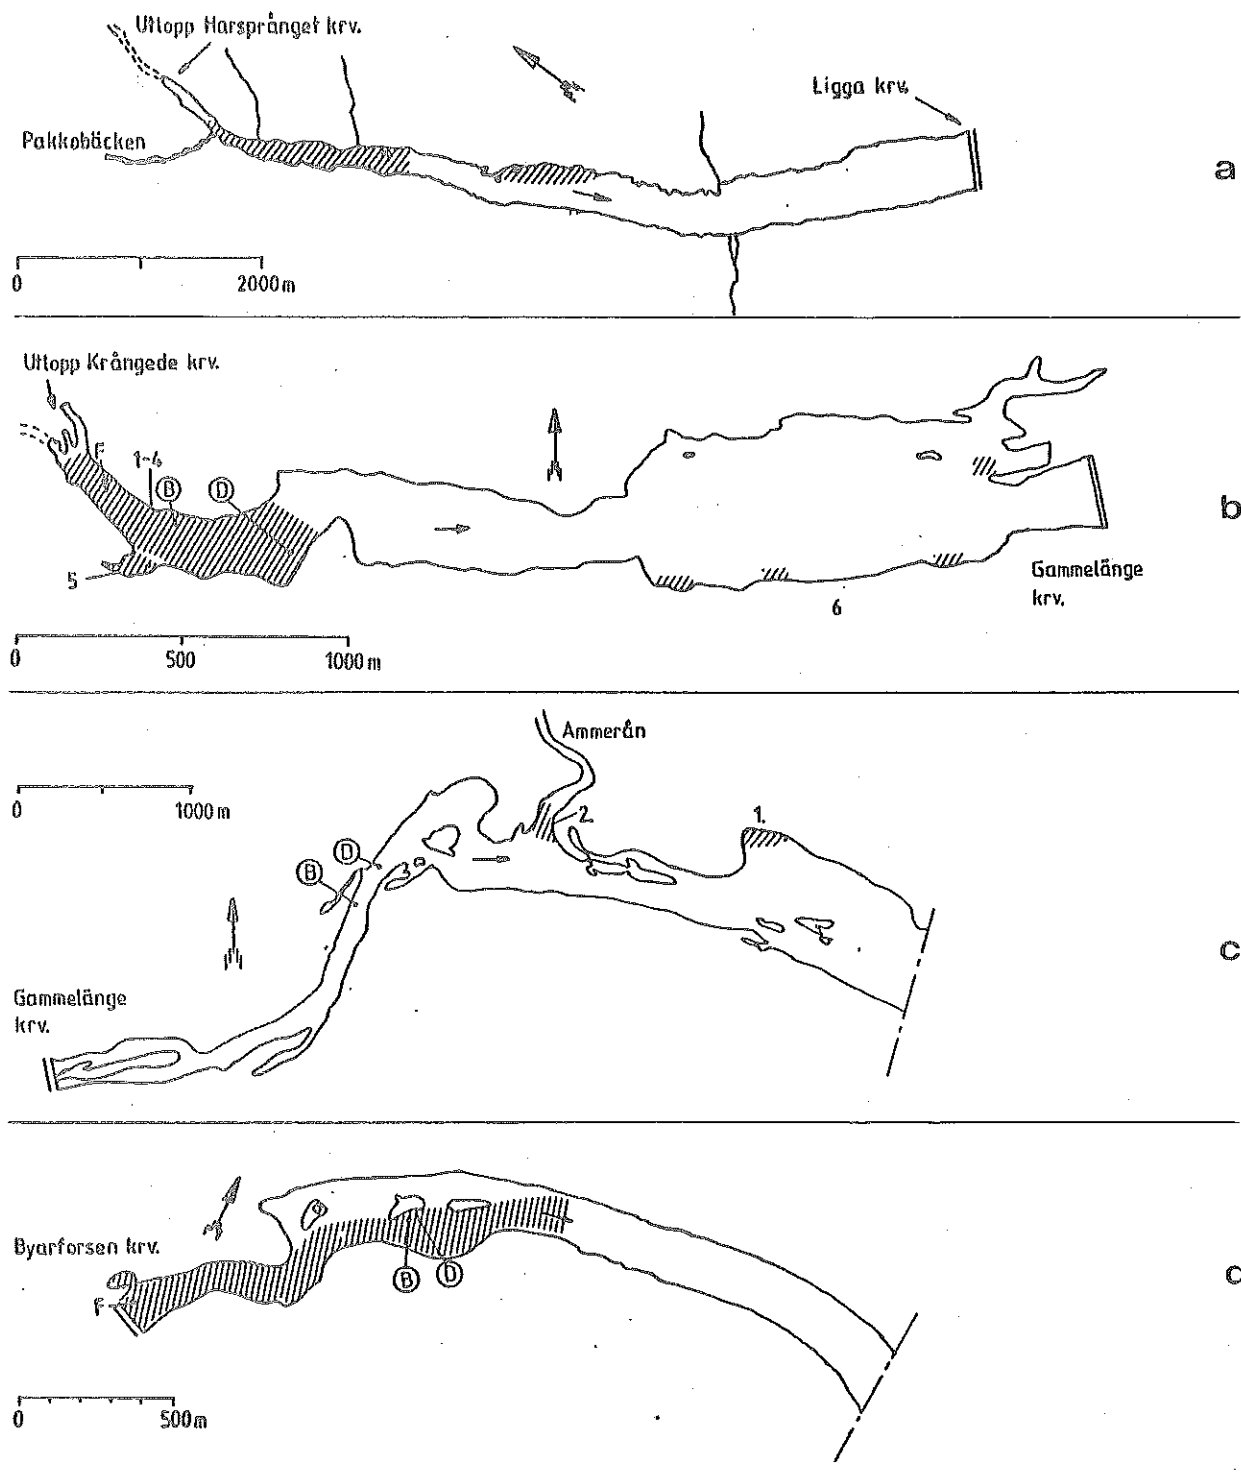 Utlopp Harsprånget krv.
Ligga krv.
Pakkobäcken
a
0 2000m
Utlopp Krångede krv.
F
1-4
B D
b
5
Gammelänge
krv.
6
0 500 1000m
Ammerån
0 1000m
1.
2.
D
B
c
Gammelänge
krv.
Byarforsen krv.
d
B D
F
0 500m